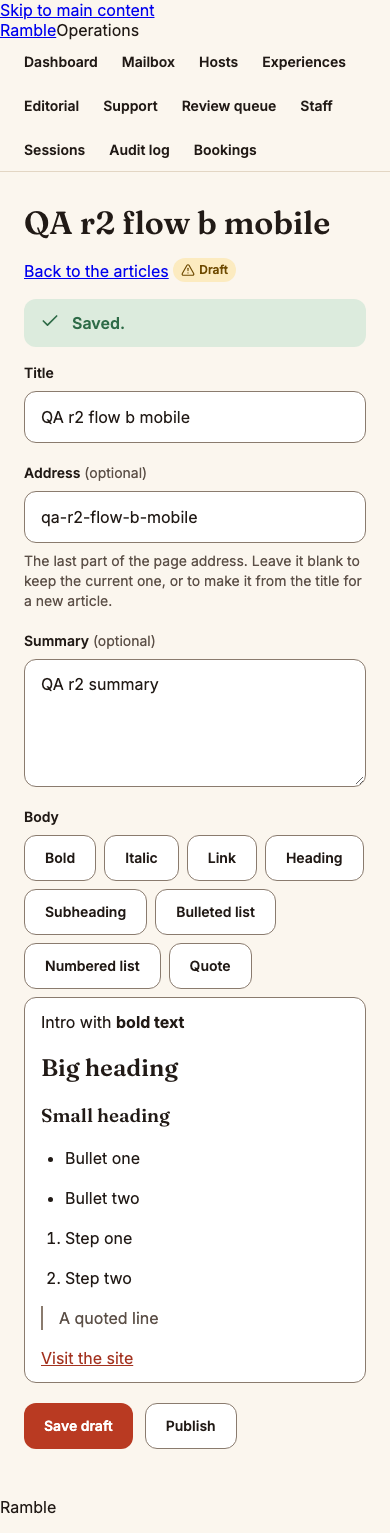 Skip to main content
RambleOperations
Dashboard Mailbox Hosts Experiences
Editorial Support Review queue Staff
Sessions Audit log Bookings
QA r2 flow b mobile
Back to the articles Draft
Saved.
Title
QA r2 flow b mobile
Address (optional)
qa-r2-flow-b-mobile
The last part of the page address. Leave it blank to
keep the current one, or to make it from the title for
a new article.
Summary (optional)
QA r2 summary
Body
Bold Italic Link Heading
Subheading Bulleted list
Numbered list Quote
Intro with bold text
Big heading
Small heading
• Bullet one
• Bullet two
1. Step one
2. Step two
A quoted line
Visit the site
Save draft Publish
Ramble